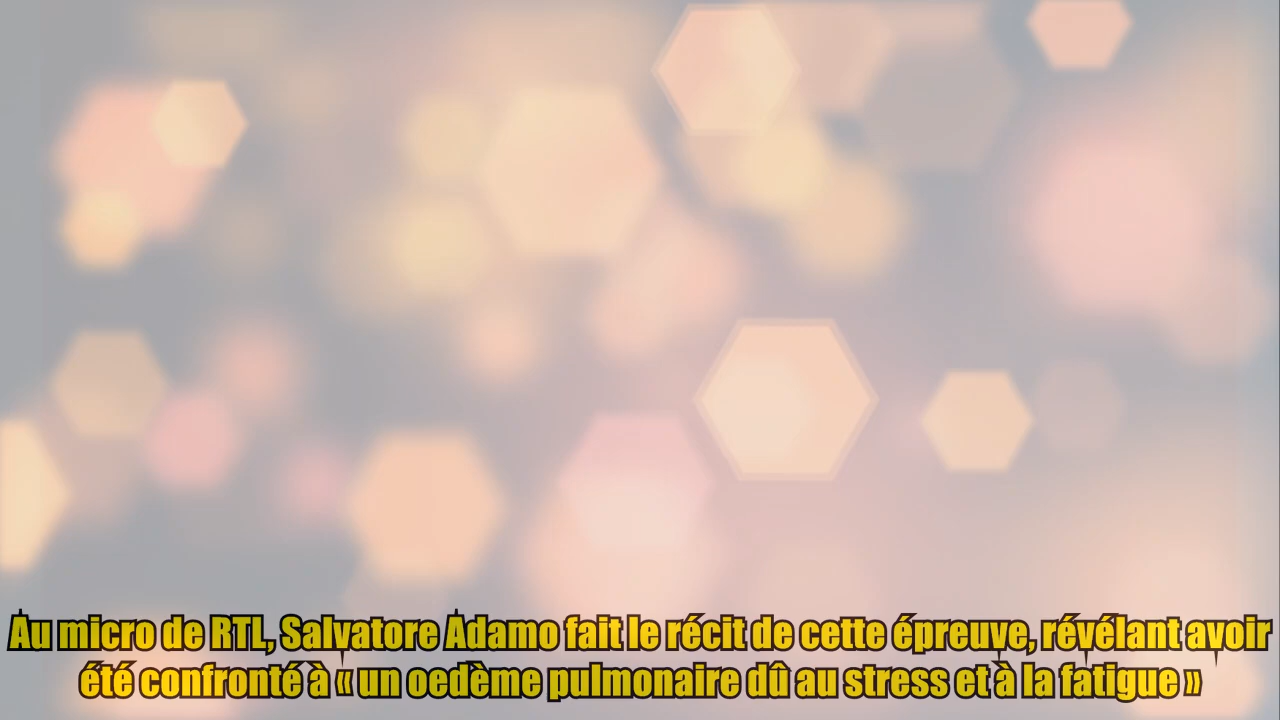 Au micro de RTL, Salvatore Adamo fait le récit de cette épreuve, révélant avoir
été confronté à « un oedème pulmonaire dû au stress et à la fatigue »